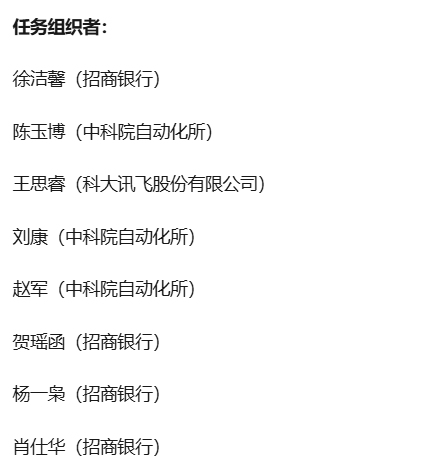 任务组织者：
徐洁馨（招商银行）
陈玉博（中科院自动化所）
王思睿（科大讯飞股份有限公司）
刘康（中科院自动化所）
赵军（中科院自动化所）
贺瑶函（招商银行）
杨一枭（招商银行）
肖仕华（招商银行）